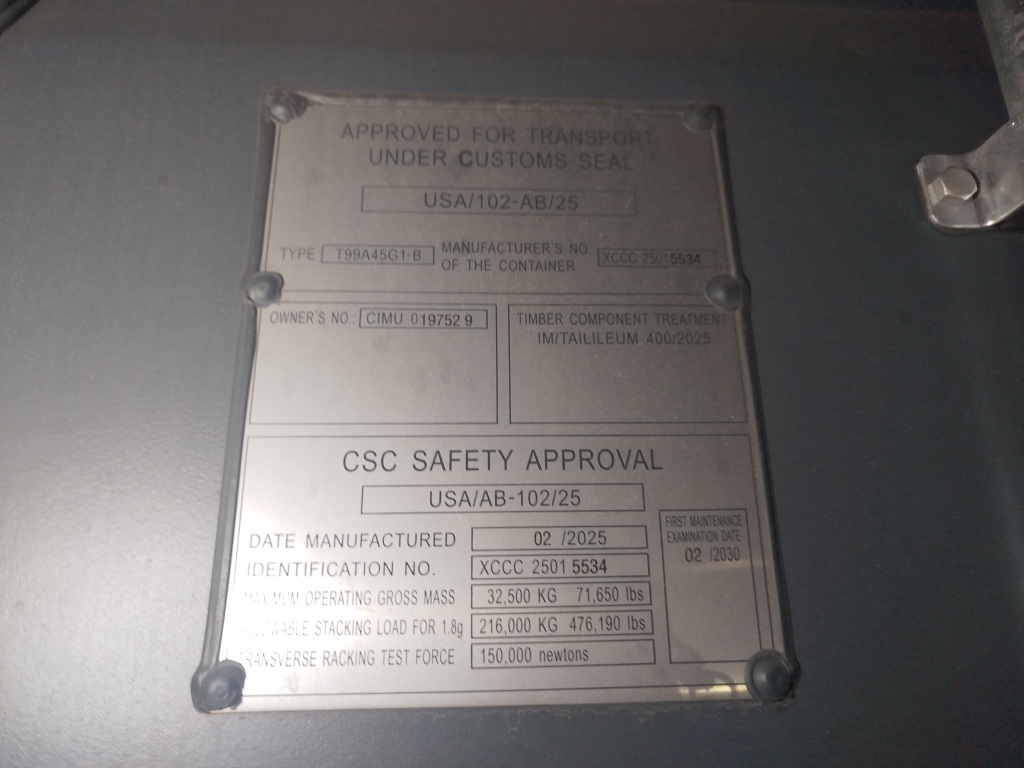 APPROVED FOR TRANSPORT
UNDER CUSTOMS SEAL
USA/102-AB/25
TYPE T99A45G1-B MANUFACTURER'S NO. OF THE CONTAINER XCCC 25015534
OWNER'S NO.: CIMU 019752 9
TIMBER COMPONENT TREATMENT
IM/TAILILEUM 400/2025
CSC SAFETY APPROVAL
USA/AB-102/25
DATE MANUFACTURED 02 /2025
IDENTIFICATION NO. XCCC 2501 5534
MAXIMUM OPERATING GROSS MASS 32,500 KG 71,650 lbs
ALLOWABLE STACKING LOAD FOR 1.8g 216,000 KG 476,190 lbs
TRANSVERSE RACKING TEST FORCE 150,000 newtons
FIRST MAINTENANCE
EXAMINATION DATE
02 /2030